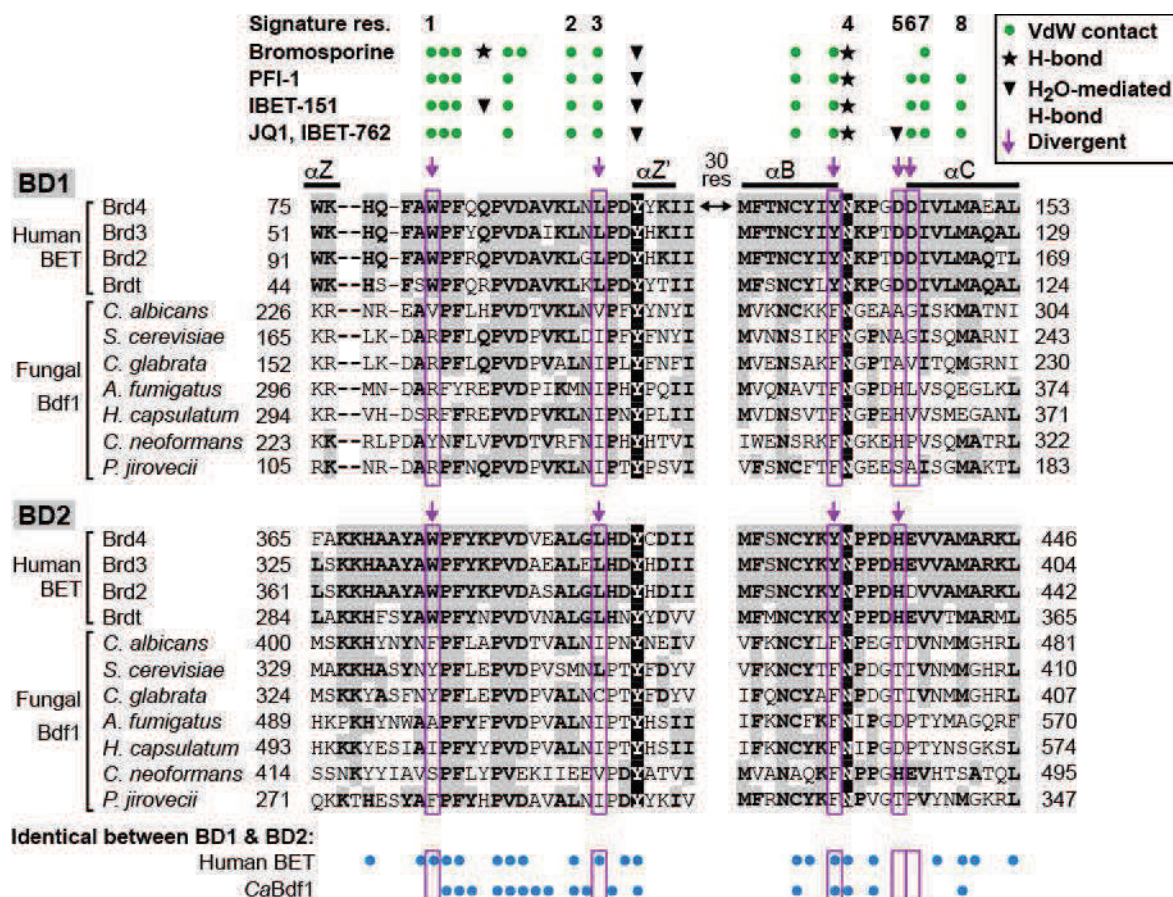 Signature res. 1 2 3 4 5 6 7 8
Bromosporine
PFI-1
IBET-151
JQ1, IBET-762
VdW contact
H-bond
H2O-mediated
H-bond
Divergent
BD1 αZ αZ' 30 res αB αC
Human BET
Brd4 75 WK--HQ-FAWPFQQPVDAVKLNLPDYYKII MFTNCYIYNKPGDDIVLMAEAL 153
Brd3 51 WK--HQ-FAWPFYQPVDAIKLNLPDYHKII MFTNCYIYNKPTDDIVLMAQAL 129
Brd2 91 WK--HQ-FAWPFRQPVDAVKLGLPDYHKII MFTNCYIYNKPTDDIVLMAQTL 169
Brdt 44 WK--HS-FSWPFQRPVDAVKLKLPDYYTII MFSNCYLYNKPGDDIVLMAQAL 124
Fungal Bdf1
C. albicans 226 KR--NR-EAVPFLHPVDTVKLNVPFYYNYI MVKNCKKFNGEAAGISKMATNI 304
S. cerevisiae 165 KR--LK-DARPFLQPVDPVKLDIPFYFNYI MVNNSIKFNGPNAGISQMARNI 243
C. glabrata 152 KR--LK-DARPFLQPVDPVALNIPLYFNFI MVENSAKFNGPDAVITQMGRNI 230
A. fumigatus 296 KR--MN-DARFYREPVDPIKMNIPHYPQII MVQNAVTFNGPDHLVSQEGLKL 374
H. capsulatum 294 KR--VH-DSRFFREPVDPVKLNIPNYPLII MVDNSVTFNGPEHVVSMEGANL 371
C. neoformans 223 KK--RLPDAYNFLVPVDTVRFNIPHYHTVI IWENSRKFNGKEHPVSQMATRL 322
P. jirovecii 105 RK--NR-DARPFNQPVDPVKLNIPTYPSVI VFSNCFTFNGEESAISGMAKTL 183
BD2
Human BET
Brd4 365 FAKKHAAYAWPFYKPVDVEALGLHDYCDII MFSNCYKYNPPDHEVVAMARKL 446
Brd3 325 LSKKHAAYAWPFYKPVDAEALELHDYHDII MFSNCYKYNPPDHEVVAMARKL 404
Brd2 361 LSKKHAAYAWPFYKPVDASALGLHDYHDII MFSNCYKYNPPDHDVVAMARKL 442
Brdt 284 LAKKHFSYAWPFYNPVDVNALGLHNYYDVV MFMNCYKYNPPDHEVVTMARML 365
Fungal Bdf1
C. albicans 400 MSKKHYNYNFPFLAPVDTVALNIPNYNEIV VFKNCYLFNPEGTDVNMMGHRL 481
S. cerevisiae 329 MAKKHASYNYPFLEPVDPVSMNLPTYFDYV VFKNCYTFNPDGTIVNMMGHRL 410
C. glabrata 324 MSKKYASFNYPFLEPVDPVALNCPTYFDYV IFQNCYAFNPDGTIVNMMGHRL 407
A. fumigatus 489 HKPKHYNWAAPFYFPVDPVALNIPTYHSII IFKNCFKFNIPGDPTYMAGQRF 570
H. capsulatum 493 HKKKYESIAIPFYYPVDPVALNIPTYHSII IFKNCYKFNIPGDPTYNSGKSL 574
C. neoformans 414 SSNKYYIAVSPFLYPVEKIIEEVPDYATVI MVANAQKFNPPGHEVHTSATQL 495
P. jirovecii 271 QKKTHESYAFPFYHPVDAVALNIPDYYKIV MFRNCYKFNPVGTPVYNMGKRL 347
Identical between BD1 & BD2:
Human BET
CaBdf1